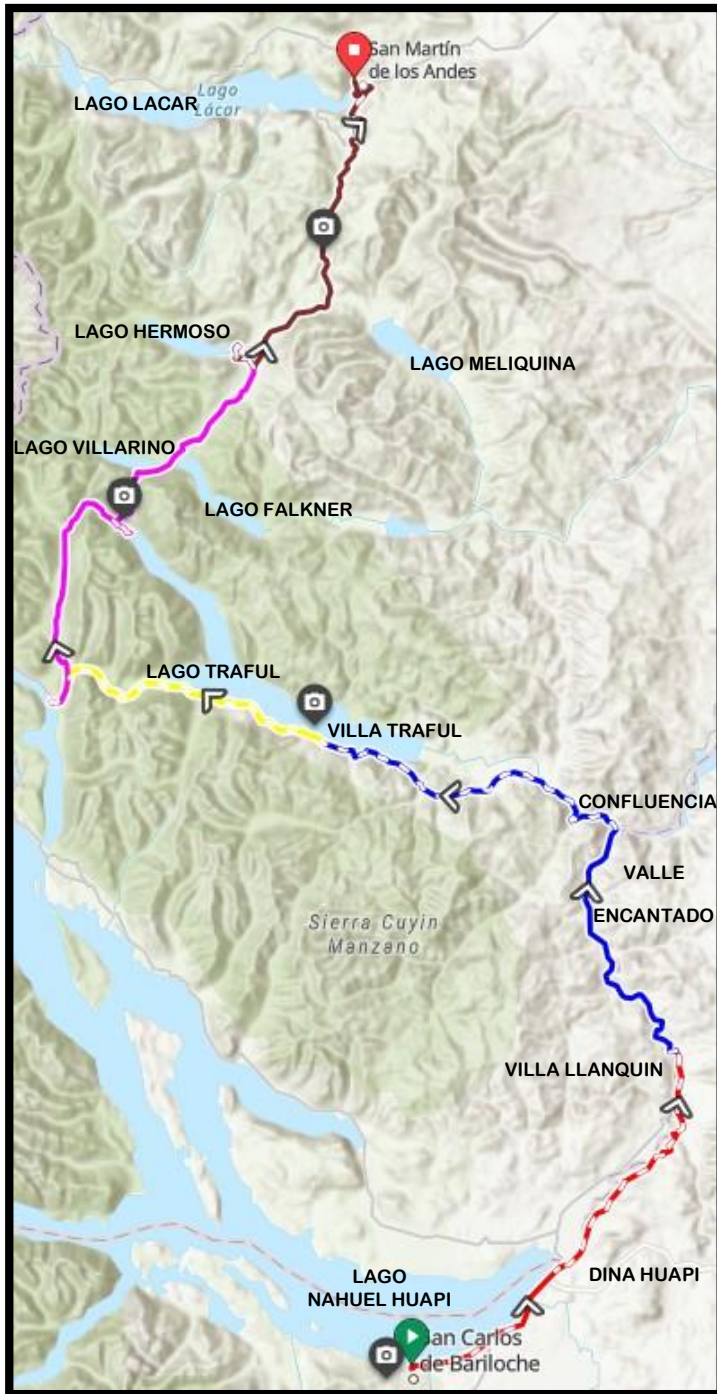 San Martín
de los Andes
LAGO LACAR
Lago
Lácar
LAGO HERMOSO
LAGO MELIQUINA
LAGO VILLARINO
LAGO FALKNER
LAGO TRAFUL
VILLA TRAFUL
CONFLUENCIA
VALLE
ENCANTADO
Sierra Cuyín
Manzano
VILLA LLANQUIN
DINA HUAPI
LAGO
NAHUEL HUAPI
San Carlos
de Bariloche